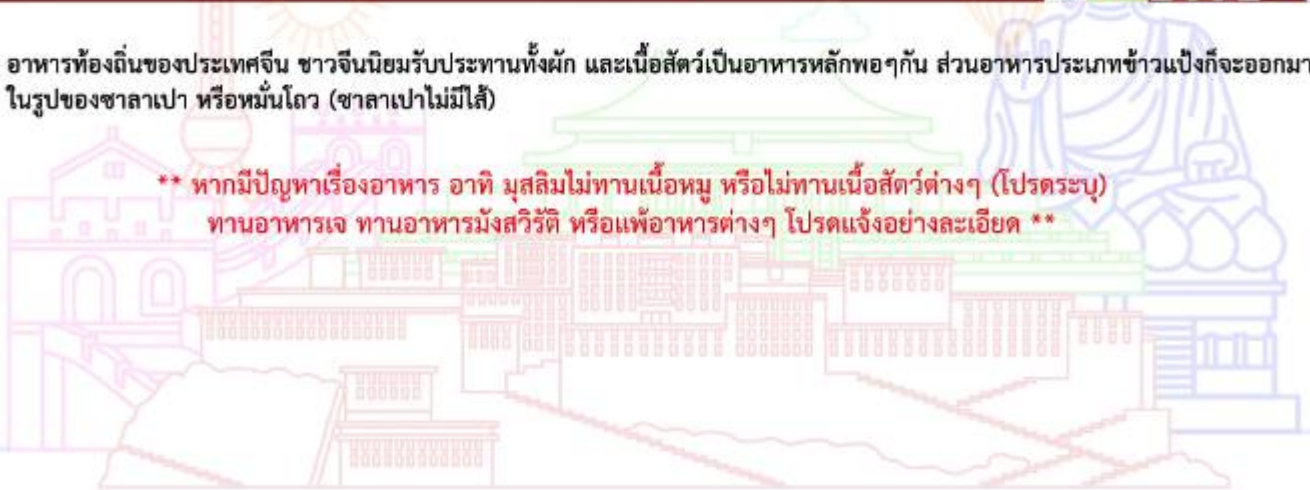 อาหารท้องถิ่นของประเทศจีน ชาวจีนนิยมรับประทานทั้งผัก และเนื้อสัตว์เป็นอาหารหลักพอๆกัน ส่วนอาหารประเภทข้าวแป้งก็จะออกมา
ในรูปของซาลาเปา หรือหมั่นโถว (ซาลาเปาไม่มีไส้)
** หากมีปัญหาเรื่องอาหาร อาทิ มุสลิมไม่ทานเนื้อหมู หรือไม่ทานเนื้อสัตว์ต่างๆ (โปรดระบุ)
ทานอาหารเจ ทานอาหารมังสวิรัติ หรือแพ้อาหารต่างๆ โปรดแจ้งอย่างละเอียด **